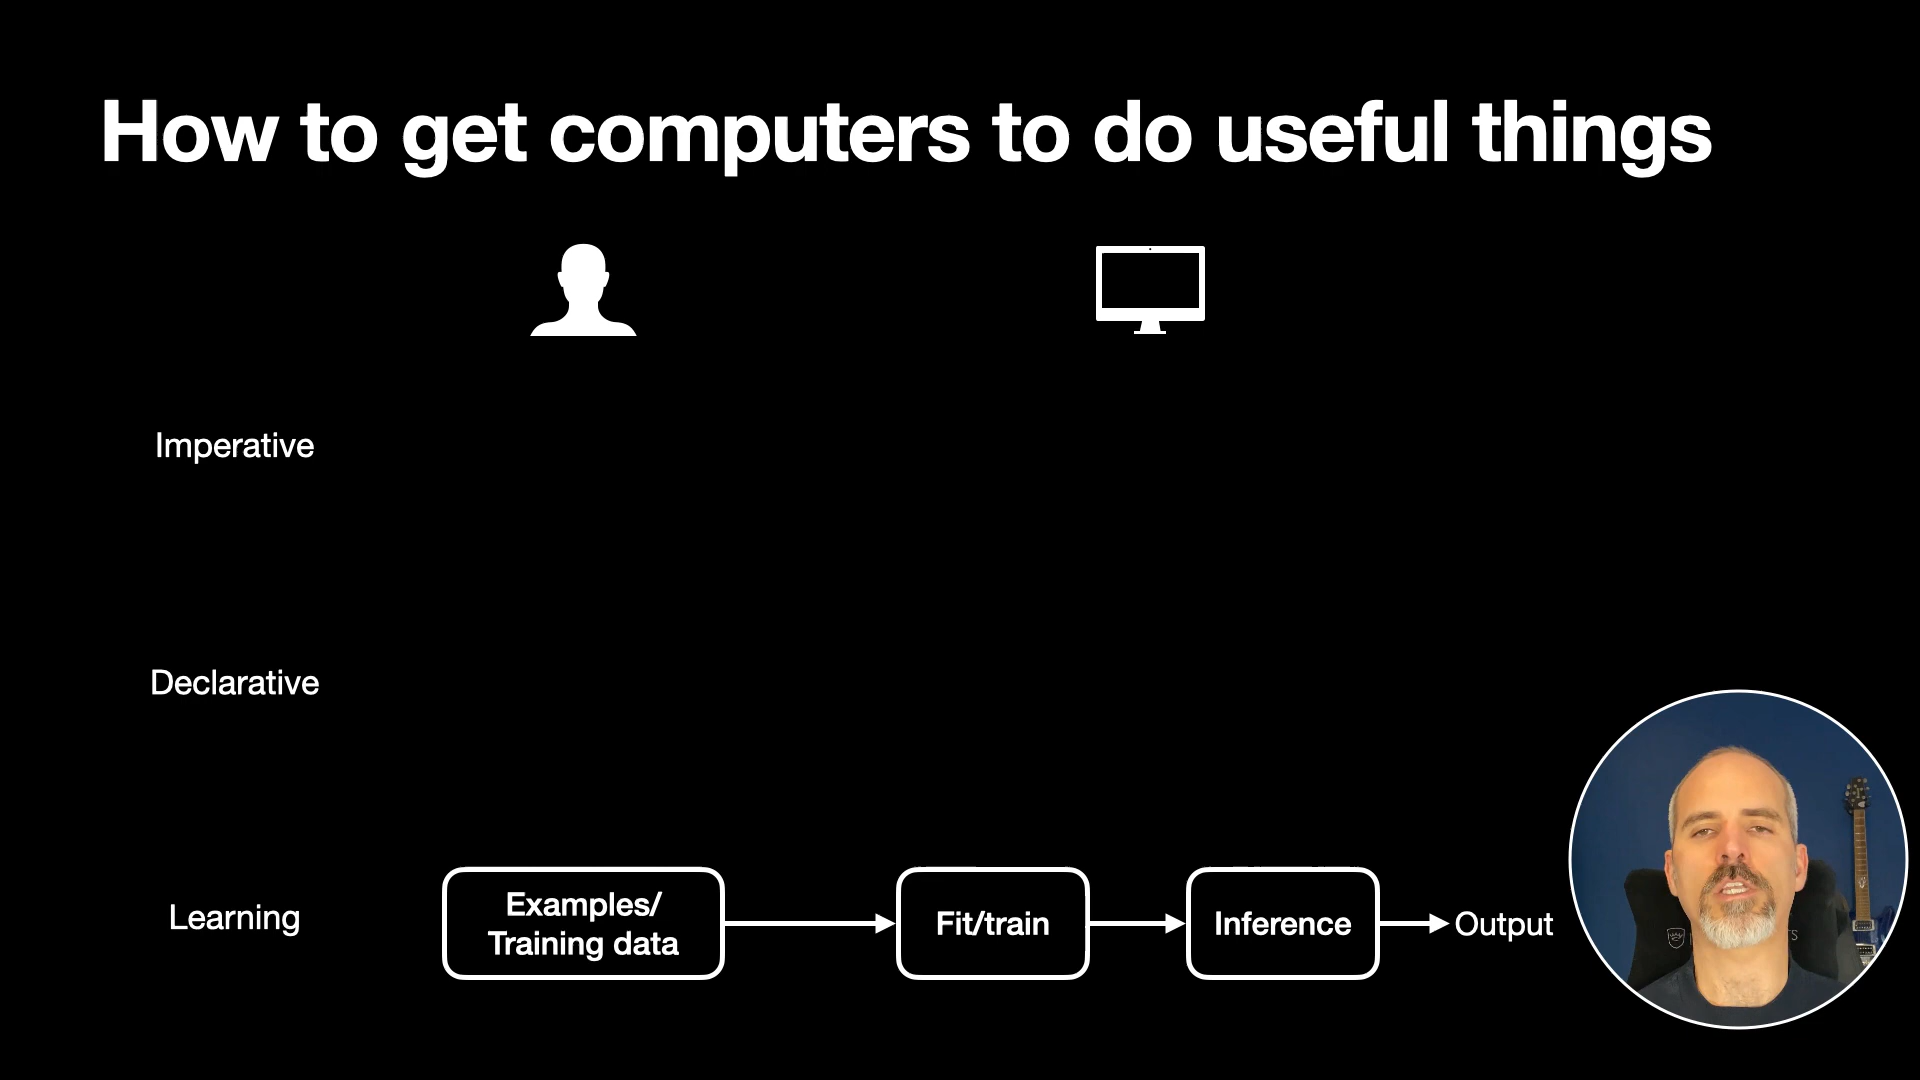 How to get computers to do useful things
Imperative
Declarative
Learning
Examples/
Training data
Fit/train
Inference
Output